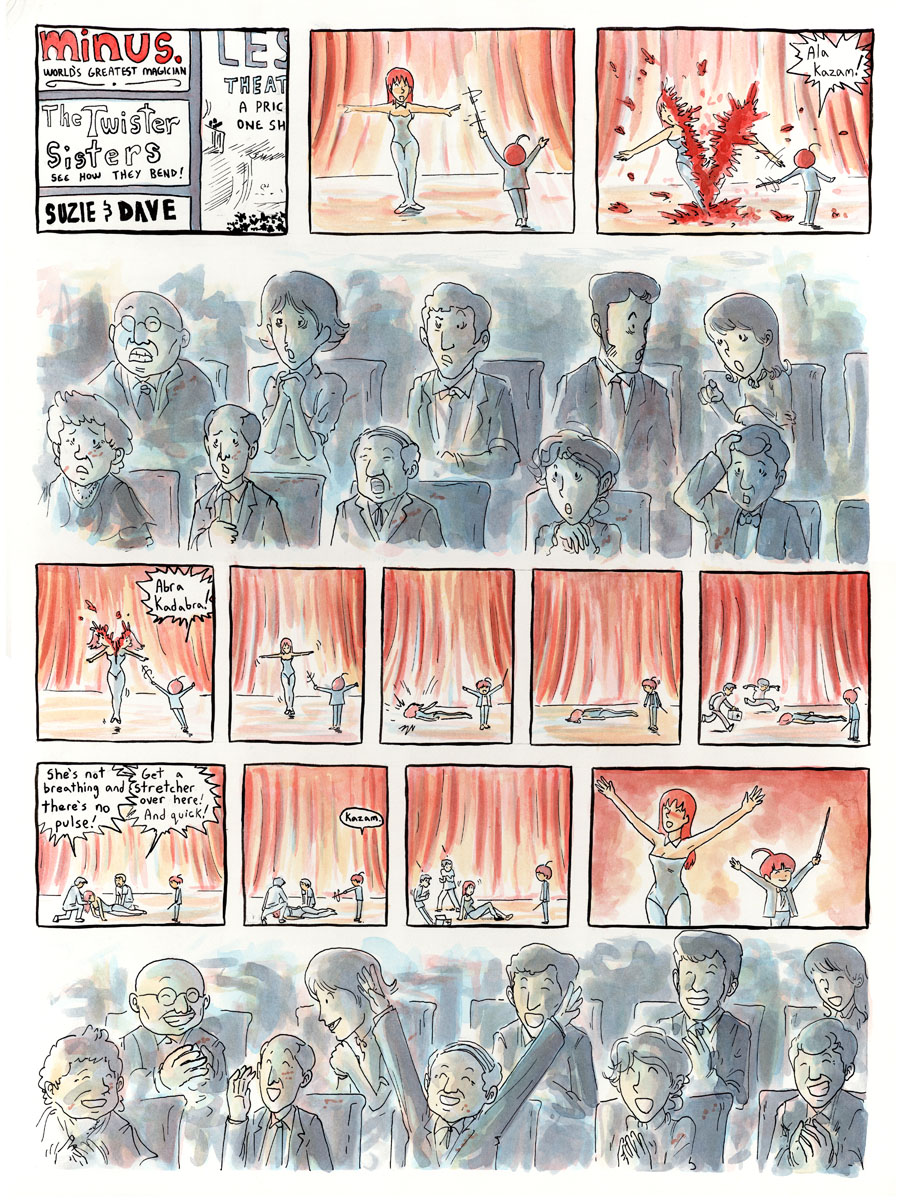 minus.
WORLD'S GREATEST MAGICIAN
The Twister
Sisters
SEE HOW THEY BEND!
SUZIE & DAVE
LES
THEAT
A PRIC
ONE SH
Ala
Kazam!
Abra
Kadabra!
She's not
breathing and
there's no
pulse!
Get a
stretcher
over here!
And quick!
Kazam.